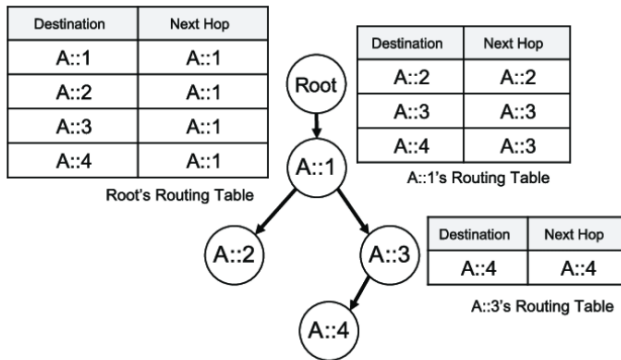 Destination Next Hop
A::1 A::1
A::2 A::1
A::3 A::1
A::4 A::1
Root's Routing Table
Root
Destination Next Hop
A::2 A::2
A::3 A::3
A::4 A::3
A::1's Routing Table
A::1
A::2
A::3
Destination Next Hop
A::4 A::4
A::3's Routing Table
A::4